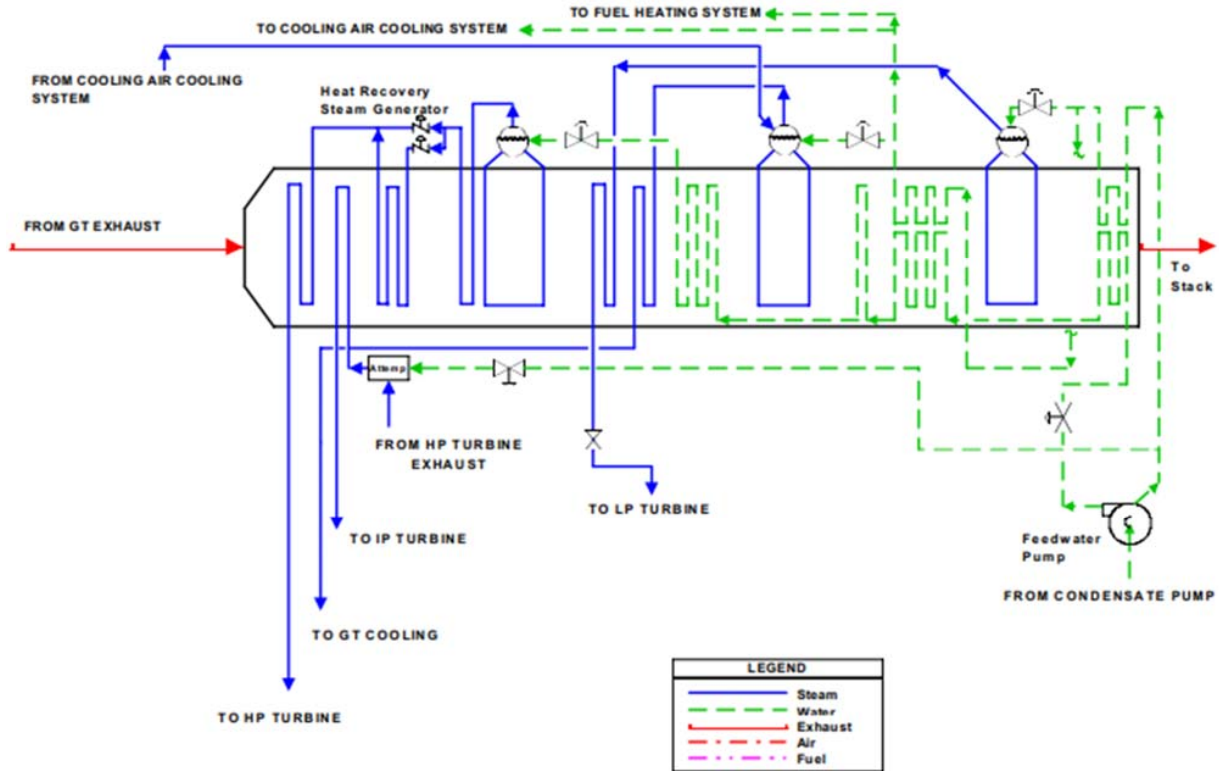 TO FUEL HEATING SYSTEM
TO COOLING AIR COOLING SYSTEM
FROM COOLING AIR COOLING
SYSTEM
Heat Recovery
Steam Generator
FROM GT EXHAUST
To
Stack
Attemp
FROM HP TURBINE
EXHAUST
TO LP TURBINE
TO IP TURBINE
Feedwater
Pump
FROM CONDENSATE PUMP
TO GT COOLING
TO HP TURBINE
LEGEND
Steam
Water
Exhaust
Air
Fuel